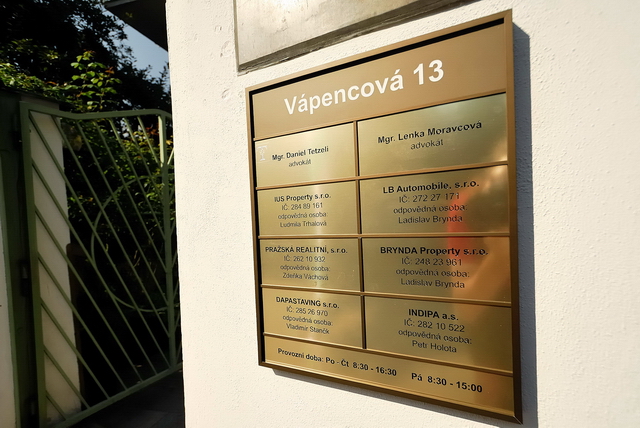 Vápencová 13
Mgr. Daniel Tetzeli
advokát
Mgr. Lenka Moravcová
advokát
IUS Property s.r.o.
IČ: 284 89 161
odpovědná osoba:
Ludmila Trhalová
LB Automobile, s.r.o.
IČ: 272 27 171
odpovědná osoba:
Ladislav Brynda
PRAŽSKÁ REALITNÍ, s.r.o.
IČ: 262 10 932
odpovědná osoba:
Zdeňka Váchová
BRYNDA Property s.r.o.
IČ: 248 23 961
odpovědná osoba:
Ladislav Brynda
DAPASTAVING s.r.o.
IČ: 285 26 970
odpovědná osoba:
Vladimír Stančík
INDIPA a.s.
IČ: 282 10 522
odpovědná osoba:
Petr Holota
Provozní doba: Po - Čt 8:30 - 16:30 Pá 8:30 - 15:00